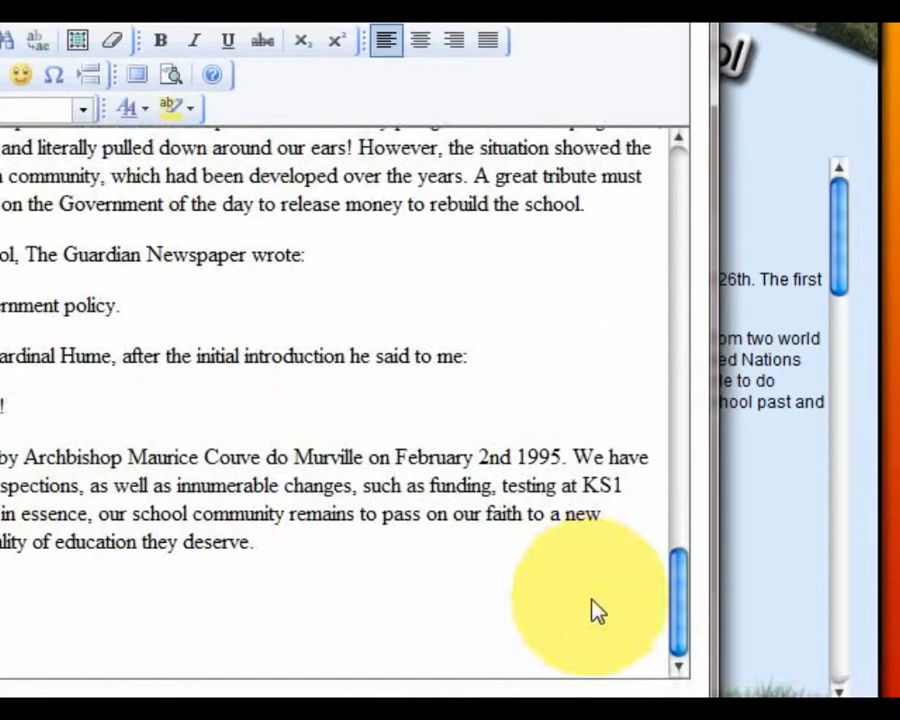 ol
B I U abc X₂ X²
and literally pulled down around our ears! However, the situation showed the
community, which had been developed over the years. A great tribute must
on the Government of the day to release money to rebuild the school.
ol, The Guardian Newspaper wrote:
ernment policy.
ardinal Hume, after the initial introduction he said to me:
!
by Archbishop Maurice Couve do Murville on February 2nd 1995. We have
spections, as well as innumerable changes, such as funding, testing at KS1
in essence, our school community remains to pass on our faith to a new
ality of education they deserve.
26th. The first
om two world
ed Nations
le to do
hool past and